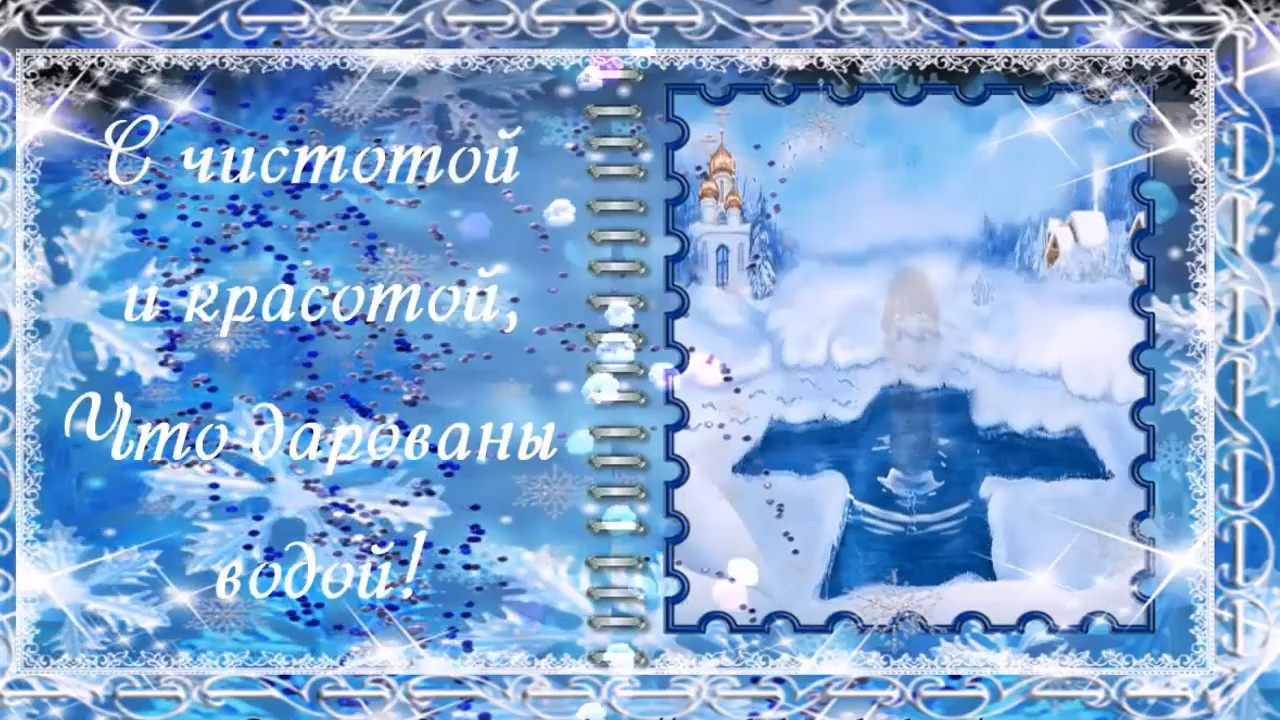 С чистотой
и красотой,
Что дарованы
водой!